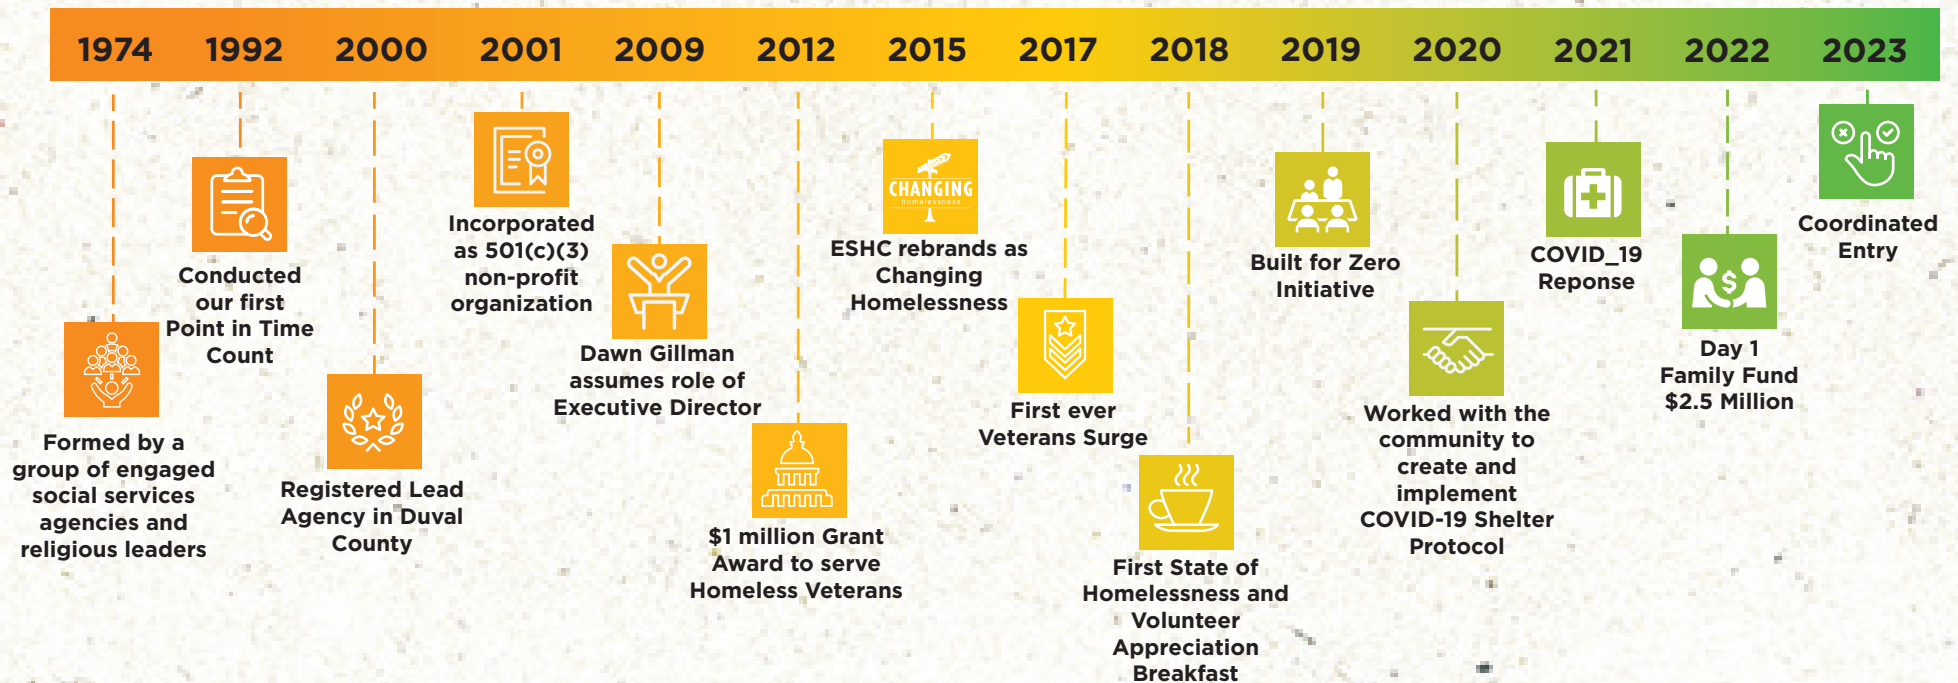 1974 1992 2000 2001 2009 2012 2015 2017 2018 2019 2020 2021 2022 2023
Formed by a
group of engaged
social services
agencies and
religious leaders
Conducted
our first
Point in Time
Count
Registered Lead
Agency in Duval
County
Incorporated
as 501(c)(3)
non-profit
organization
Dawn Gillman
assumes role of
Executive Director
$1 million Grant
Award to serve
Homeless Veterans
CHANGING
homelessness
ESHC rebrands as
Changing
Homelessness
First ever
Veterans Surge
First State of
Homelessness and
Volunteer
Appreciation
Breakfast
Built for Zero
Initiative
Worked with the
community to
create and
implement
COVID-19 Shelter
Protocol
COVID_19
Reponse
$
Day 1
Family Fund
$2.5 Million
Coordinated
Entry